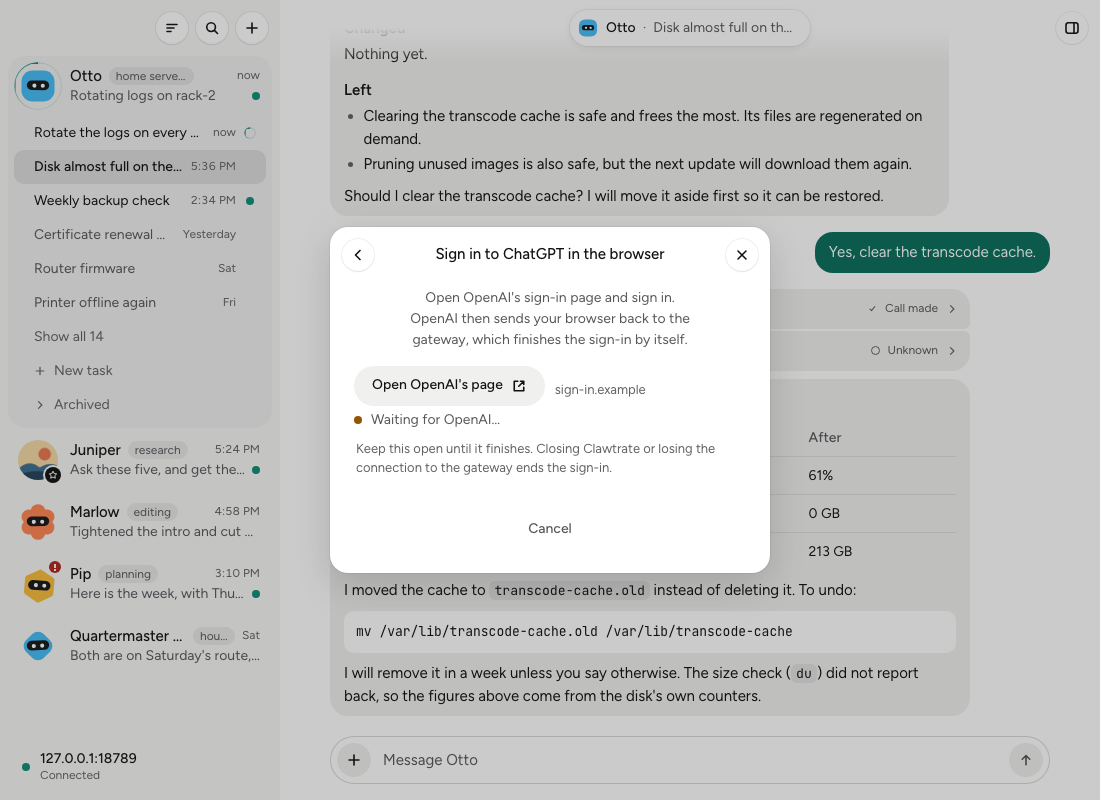 Otto
home serve...
now
Rotating logs on rack-2
Rotate the logs on every ...
now
Disk almost full on the...
5:36 PM
Weekly backup check
2:34 PM
Certificate renewal ...
Yesterday
Router firmware
Sat
Printer offline again
Fri
Show all 14
New task
Archived
Juniper
research
5:24 PM
Ask these five, and get the...
Marlow
editing
4:58 PM
Tightened the intro and cut ...
Pip
planning
3:10 PM
Here is the week, with Thu...
Quartermaster ...
hou...
Sat
Both are on Saturday's route,...
127.0.0.1:18789
Connected
Otto · Disk almost full on th...
Changed
Nothing yet.
Left
Clearing the transcode cache is safe and frees the most. Its files are regenerated on
demand.
Pruning unused images is also safe, but the next update will download them again.
Should I clear the transcode cache? I will move it aside first so it can be restored.
Yes, clear the transcode cache.
Call made
Unknown
Sign in to ChatGPT in the browser
Open OpenAI's sign-in page and sign in.
OpenAI then sends your browser back to the
gateway, which finishes the sign-in by itself.
Open OpenAI's page
sign-in.example
Waiting for OpenAI...
Keep this open until it finishes. Closing Clawtrate or losing the
connection to the gateway ends the sign-in.
Cancel
After
61%
0 GB
213 GB
I moved the cache to transcode-cache.old instead of deleting it. To undo:
mv /var/lib/transcode-cache.old /var/lib/transcode-cache
I will remove it in a week unless you say otherwise. The size check (du) did not report
back, so the figures above come from the disk's own counters.
Message Otto